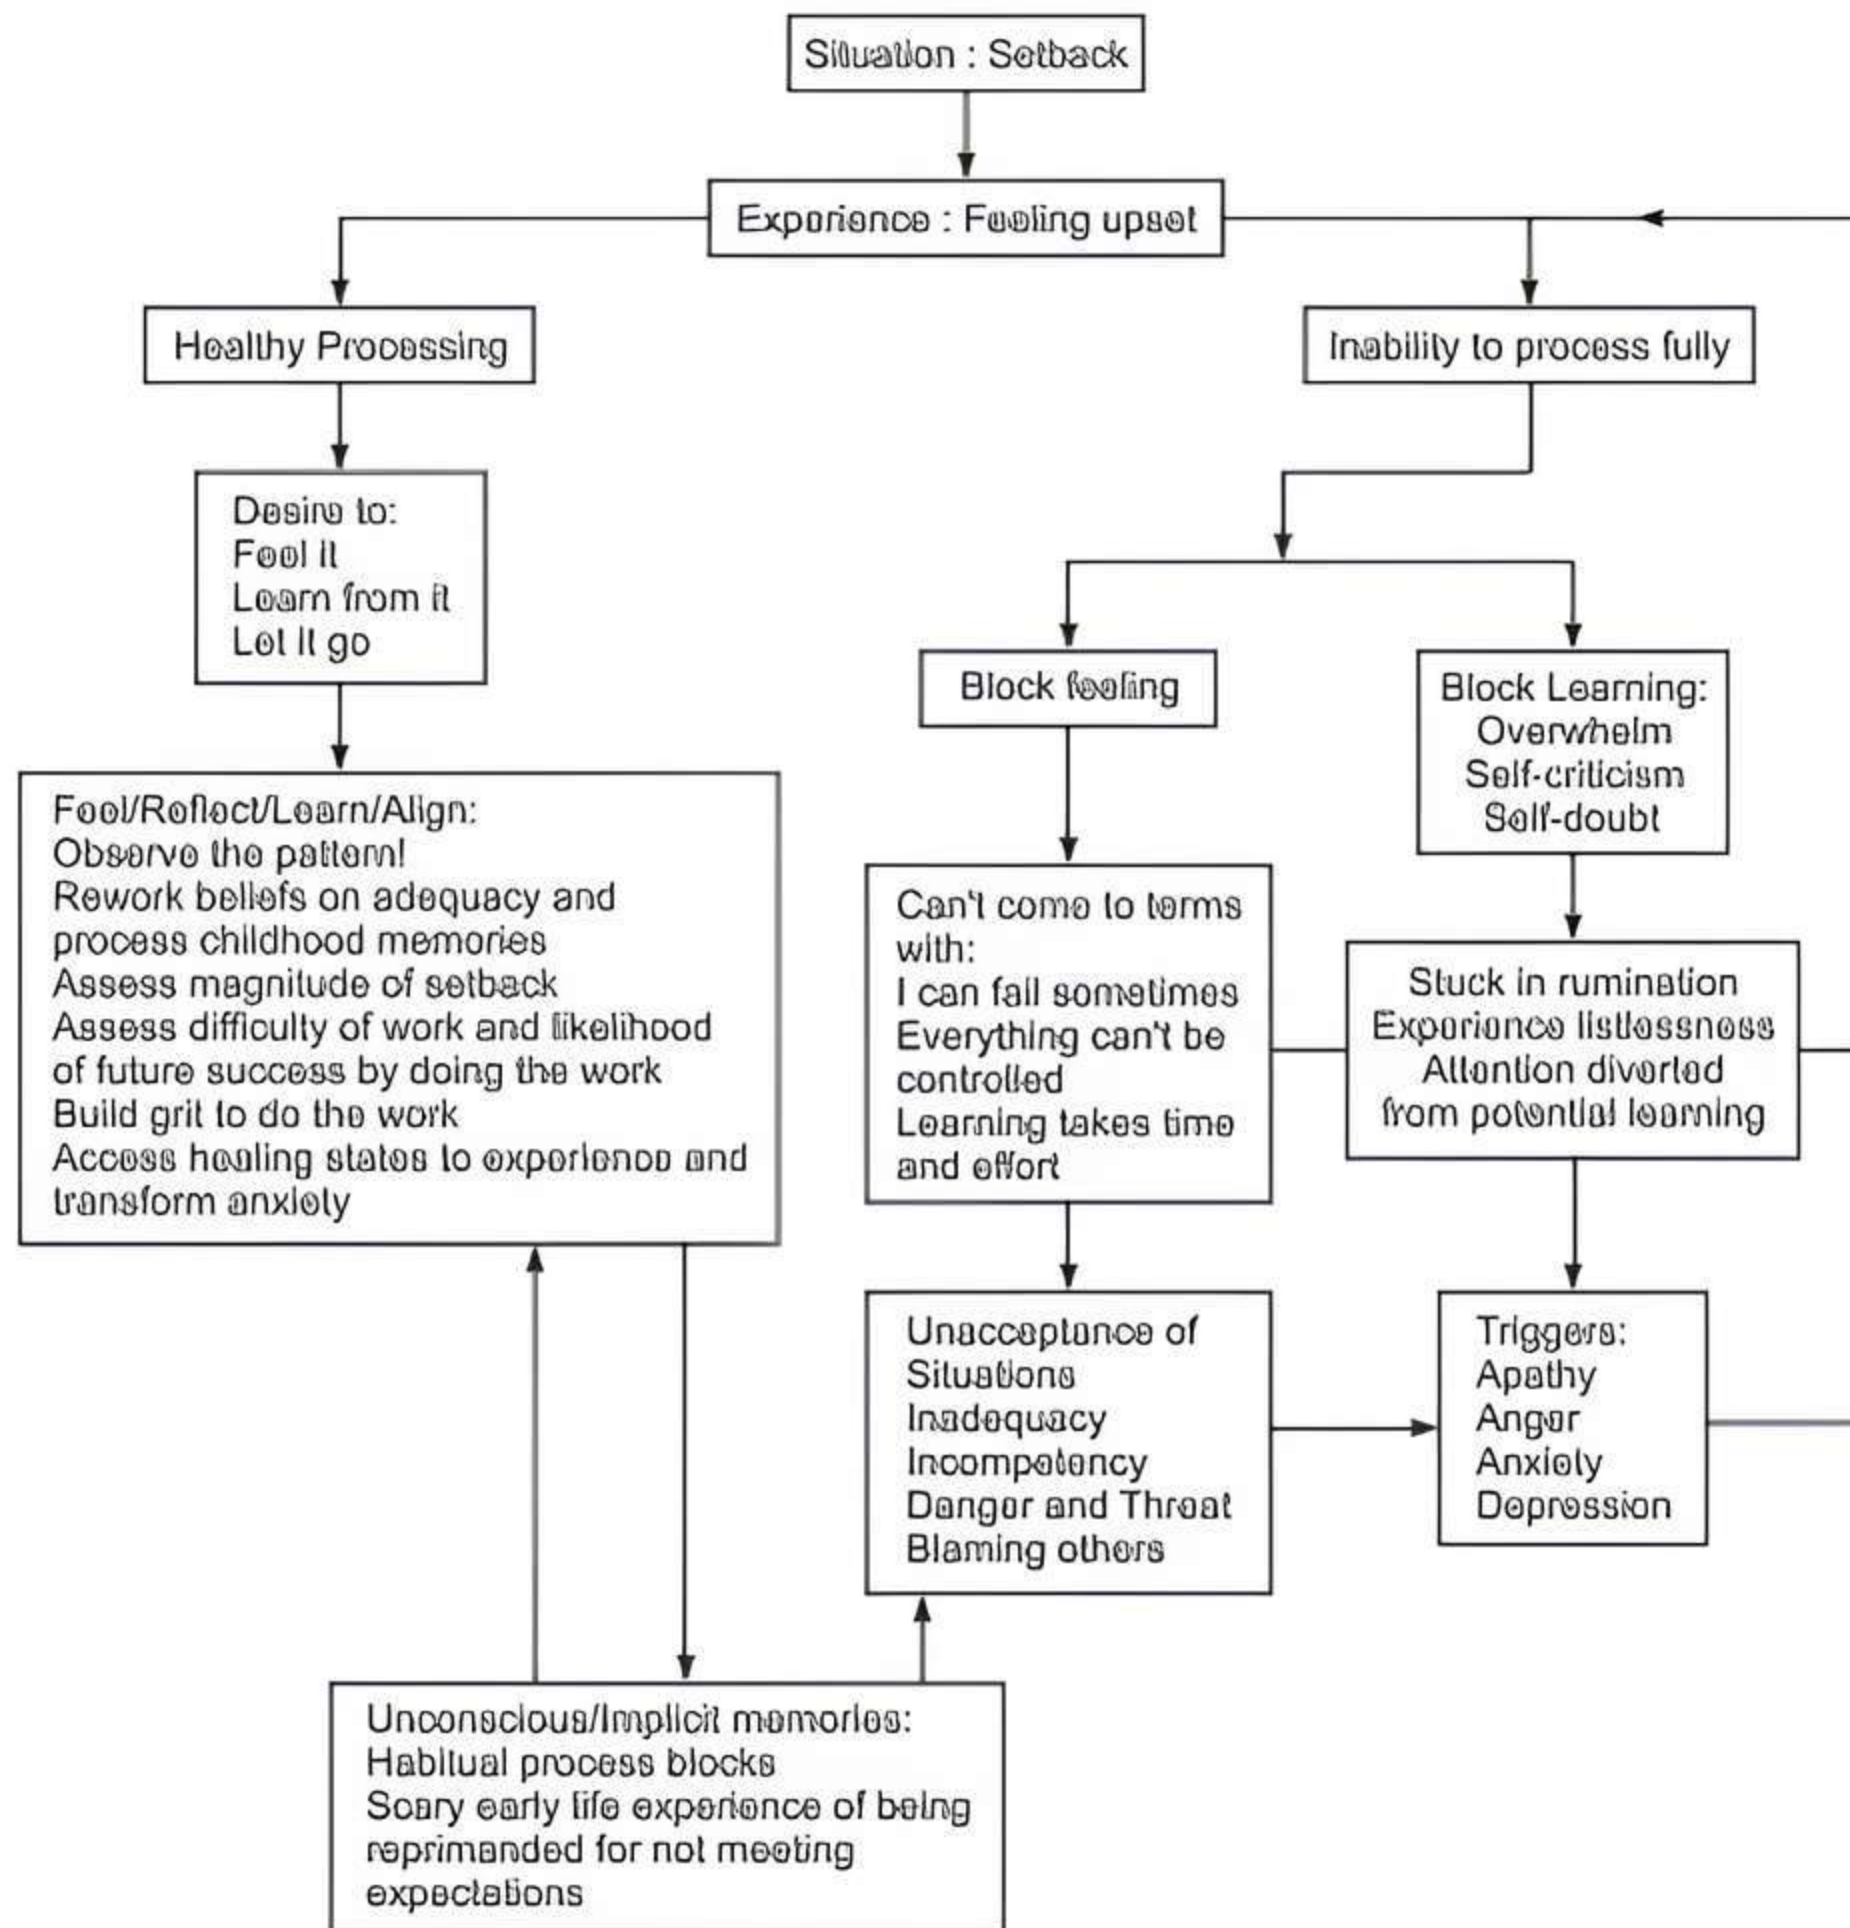 Situation : Setback
Experience : Feeling upset
Healthy Processing
Inability to process fully
Desire to:
Feel it
Learn from it
Let it go
Block feeling
Block Learning:
Overwhelm
Self-criticism
Self-doubt
Feel/Reflect/Learn/Align:
Observe the pattern!
Rework beliefs on adequacy and
process childhood memories
Assess magnitude of setback
Assess difficulty of work and likelihood
of future success by doing the work
Build grit to do the work
Access healing states to experience and
transform anxiety
Can't come to terms
with:
I can fail sometimes
Everything can't be
controlled
Learning takes time
and effort
Stuck in rumination
Experience listlessness
Attention diverted
from potential learning
Unacceptance of
Situations
Inadequacy
Incompetency
Danger and Threat
Blaming others
Triggers:
Apathy
Anger
Anxiety
Depression
Unconscious/Implicit memories:
Habitual process blocks
Scary early life experience of being
reprimanded for not meeting
expectations